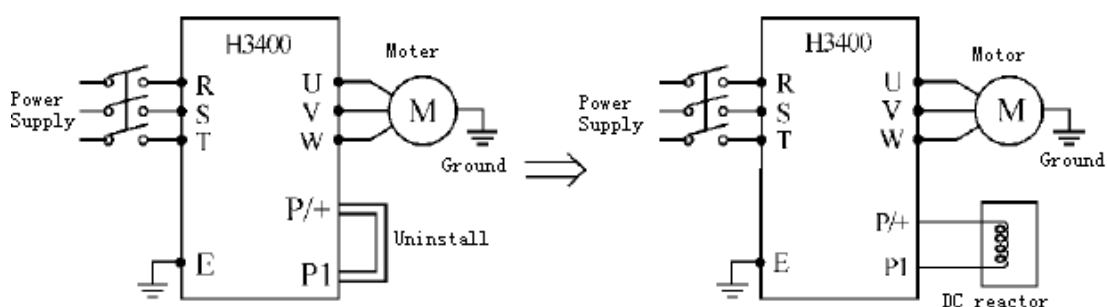 H3400
Moter
R
S
T
U
V
W
M
Power
Supply
Ground
P/+
Uninstall
P1
E
H3400
Motor
R
S
T
U
V
W
M
Power
Supply
Ground
P/+
P1
E
DC reactor